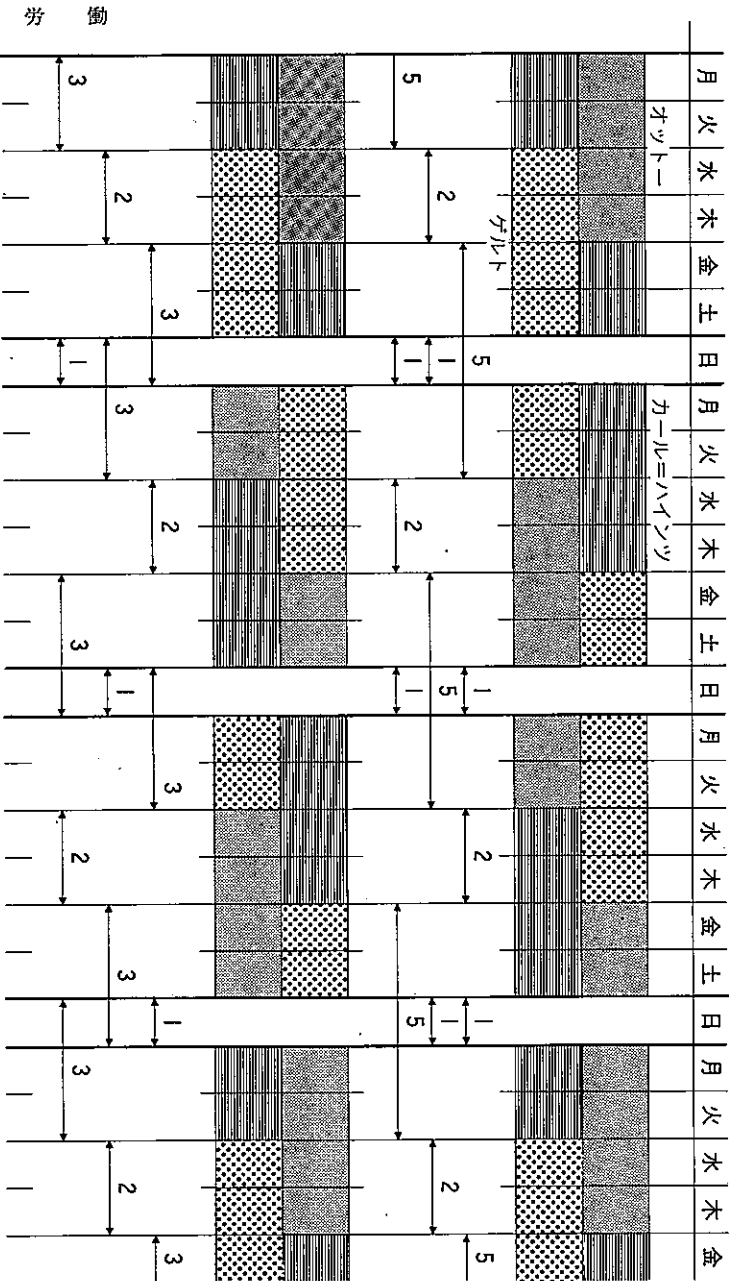 月 火 水 木 金 土 日 月 火 水 木 金 土 日 月 火 水 木 金 土 日 月 火 水 木 金
オットー カール=ハインツ
ゲルト
5 1 2 1 5
2 1 5 1 2
5 1 2 1 5
3 2 3 1 3
2 3 1 3 2
3 1 3 2 3
労働